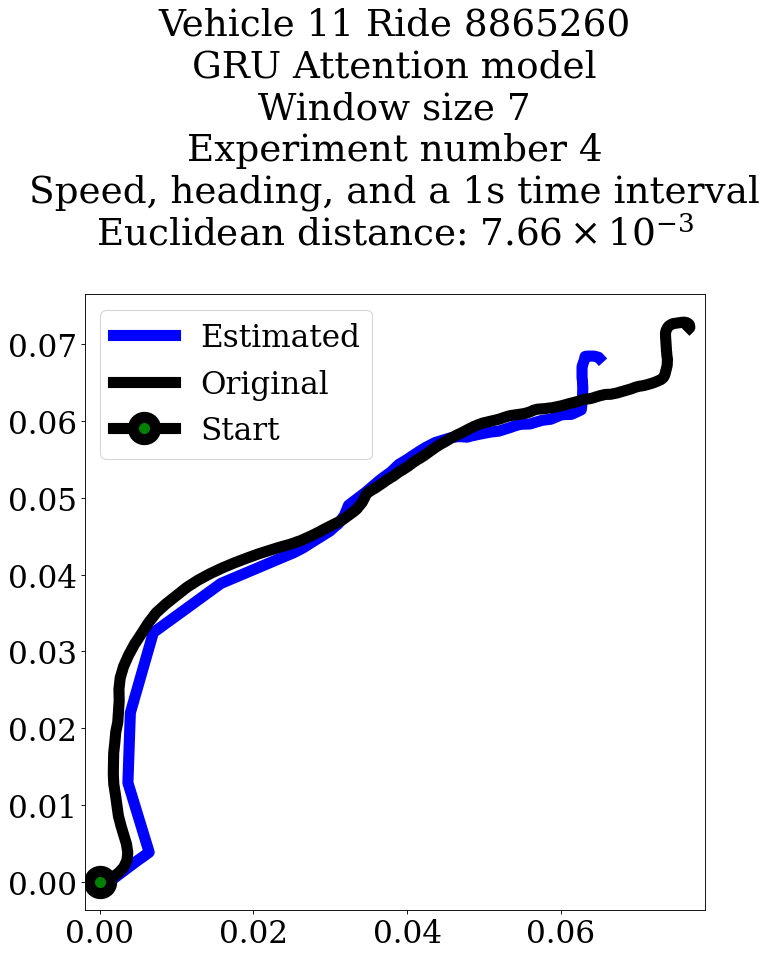 Vehicle 11 Ride 8865260
GRU Attention model
Window size 7
Experiment number 4
Speed, heading, and a 1s time interval
Euclidean distance: 7.66 × 10⁻³
Estimated
Original
Start
0.07
0.06
0.05
0.04
0.03
0.02
0.01
0.00
0.00 0.02 0.04 0.06